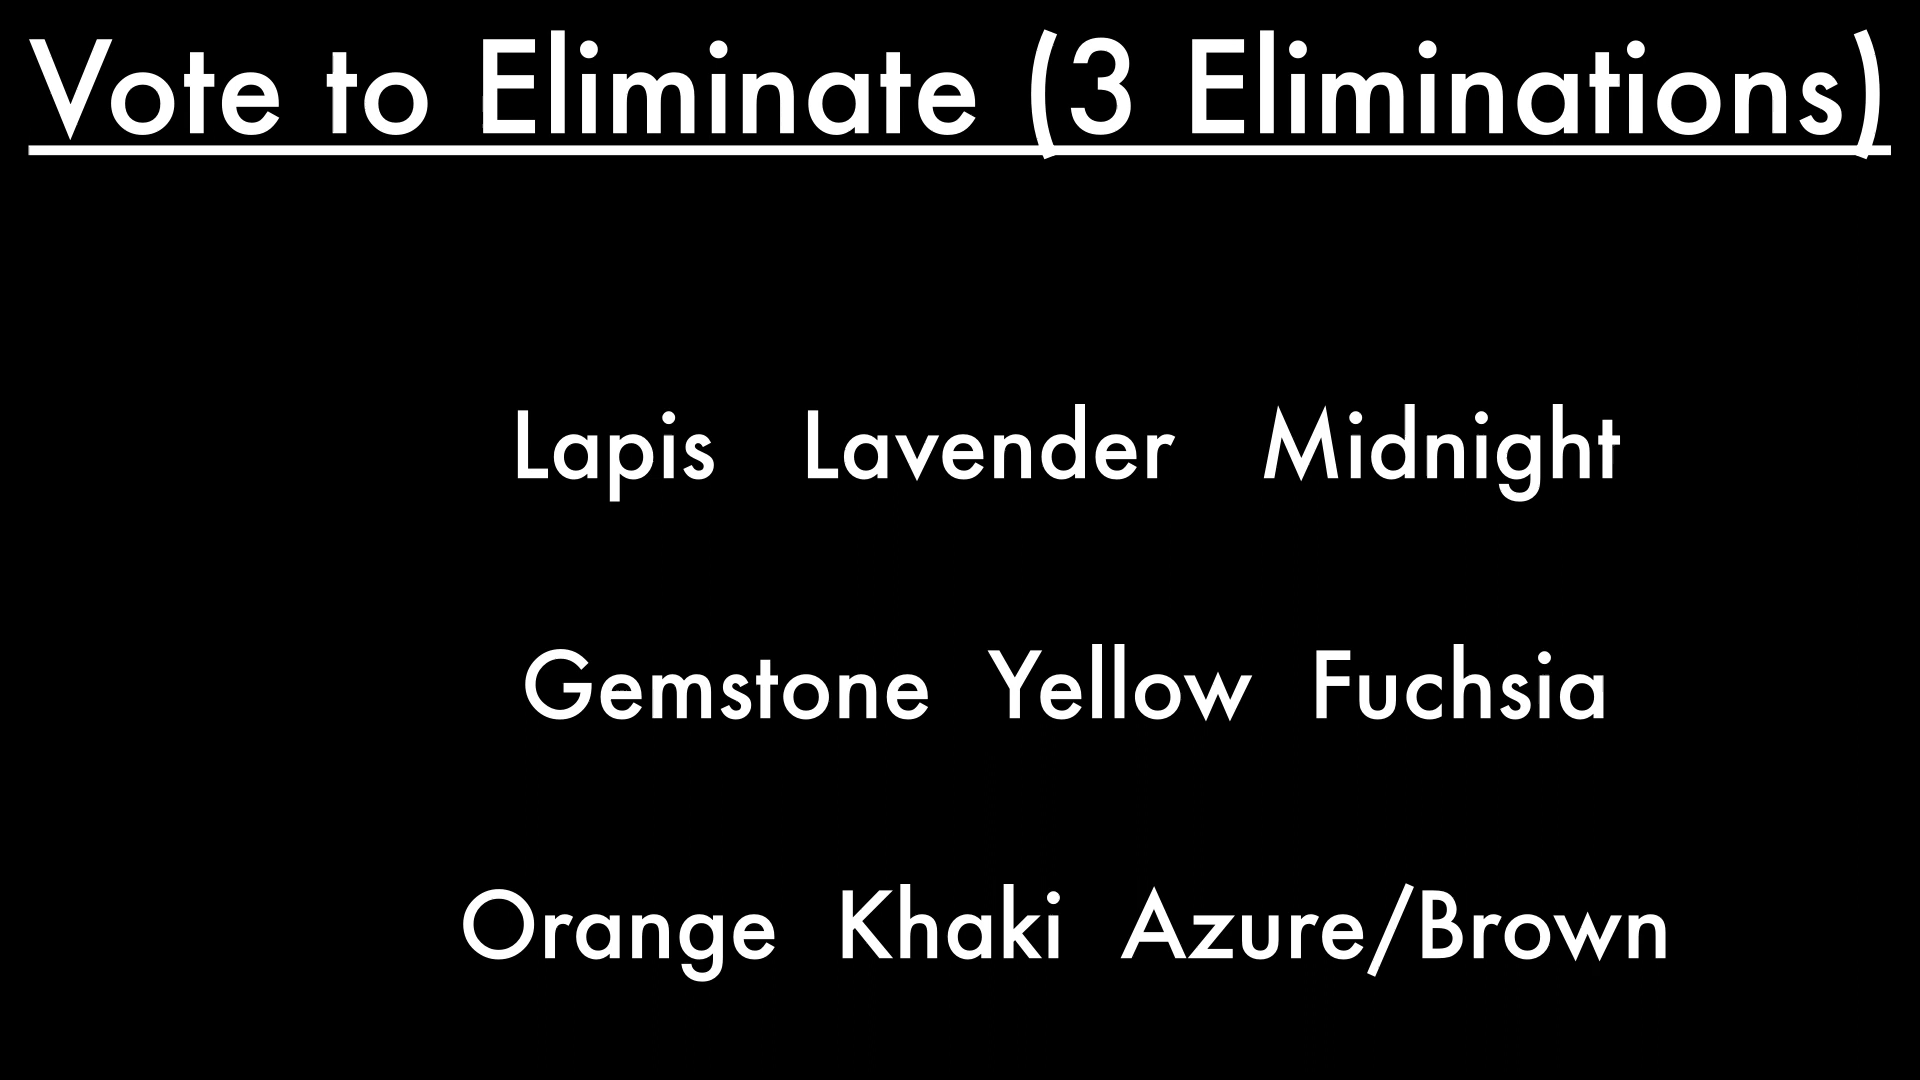 Vote to Eliminate (3 Eliminations)
Lapis Lavender Midnight
Gemstone Yellow Fuchsia
Orange Khaki Azure/Brown